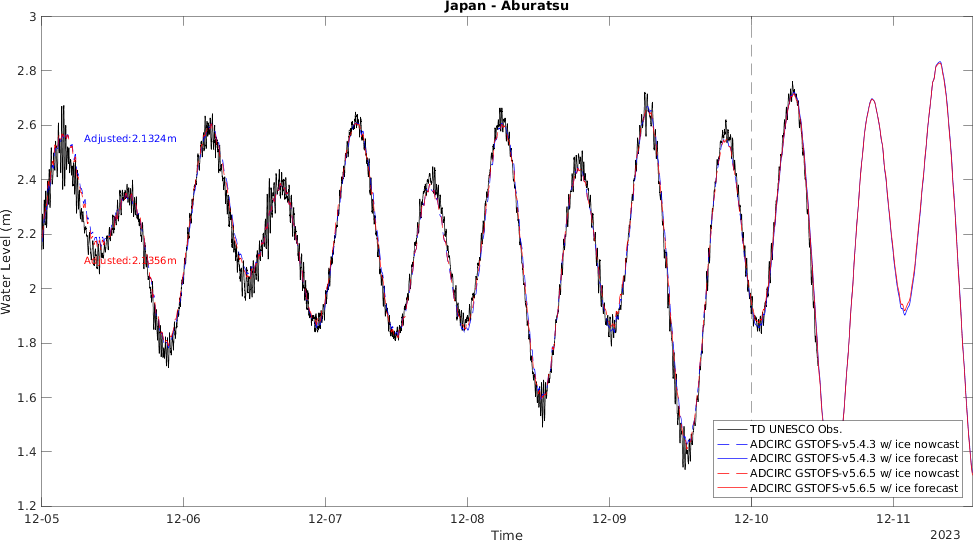 Japan - Aburatsu
3
2.8
2.6
2.4
2.2
2
1.8
1.6
1.4
1.2
Water Level (m)
Adjusted:2.1324m
Adjusted:2.1356m
TD UNESCO Obs.
ADCIRC GSTOFS-v5.4.3 w/ ice nowcast
ADCIRC GSTOFS-v5.4.3 w/ ice forecast
ADCIRC GSTOFS-v5.6.5 w/ ice nowcast
ADCIRC GSTOFS-v5.6.5 w/ ice forecast
12-05 12-06 12-07 12-08 12-09 12-10 12-11
Time
2023